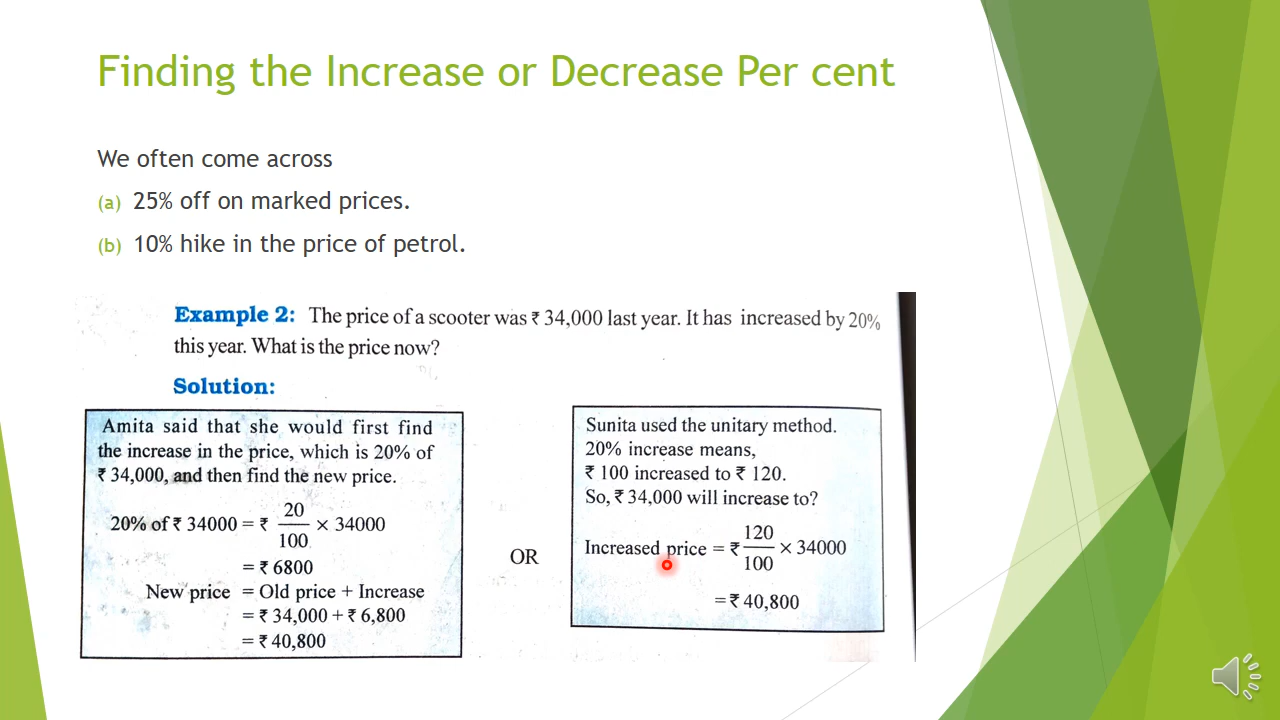 Finding the Increase or Decrease Per cent
We often come across
(a) 25% off on marked prices.
(b) 10% hike in the price of petrol.
Example 2: The price of a scooter was ₹ 34,000 last year. It has increased by 20%
this year. What is the price now?
Solution:
Amita said that she would first find
the increase in the price, which is 20% of
₹ 34,000, and then find the new price.
20% of ₹ 34000 = ₹ 20/100 × 34000
= ₹ 6800
New price = Old price + Increase
= ₹ 34,000 + ₹ 6,800
= ₹ 40,800
OR
Sunita used the unitary method.
20% increase means,
₹ 100 increased to ₹ 120.
So, ₹ 34,000 will increase to?
Increased price = ₹ 120/100 × 34000
= ₹ 40,800